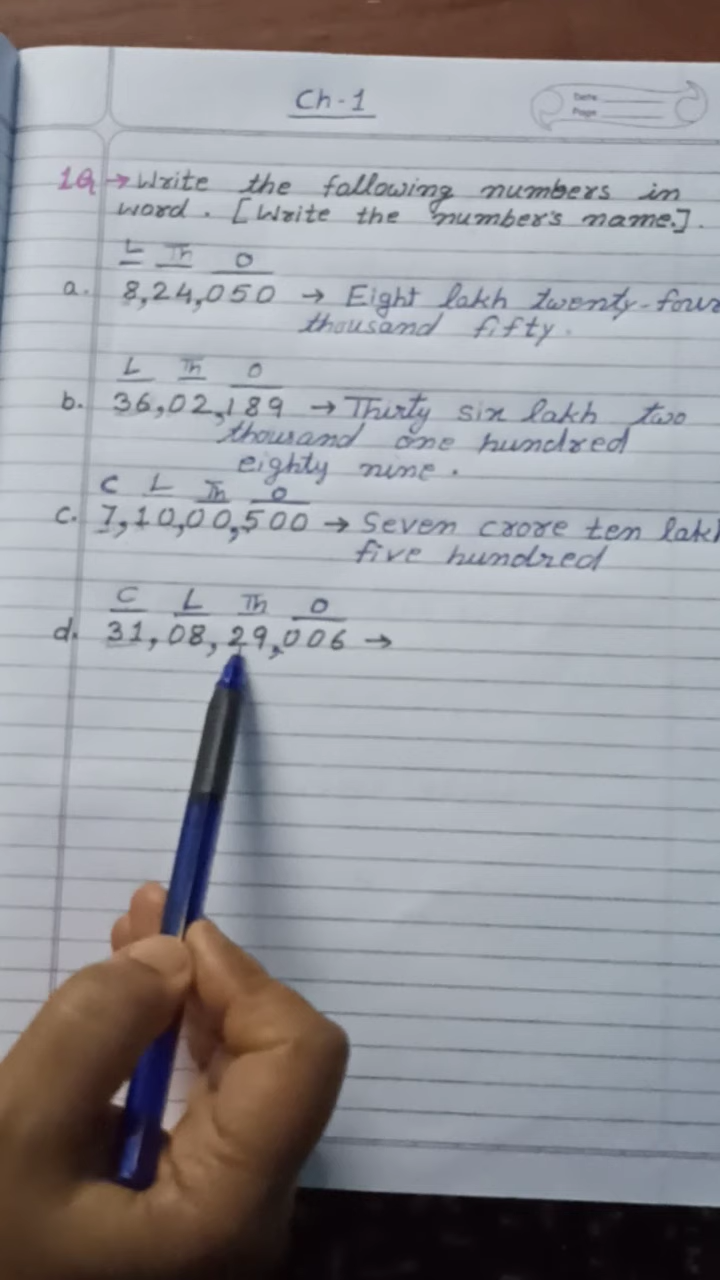 Ch-1
Date
Page
1Q → Write the following numbers in
word. [Write the number's name.].
L Th O
a. 8,24,050 → Eight lakh twenty-four
thousand fifty.
L Th O
b. 36,02,189 → Thirty six lakh two
thousand one hundred
eighty nine.
C L Th O
c. 7,10,00,500 → Seven crore ten lakh
five hundred
C L Th O
d. 31,08,29,006 →